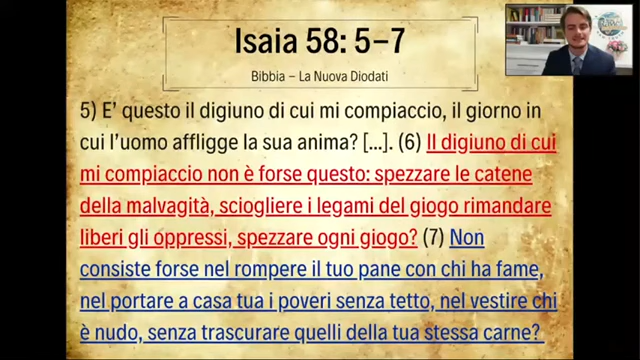 Isaia 58: 5–7
Bibbia – La Nuova Diodati
5) E' questo il digiuno di cui mi compiaccio, il giorno in
cui l'uomo affligge la sua anima? [...]. (6) Il digiuno di cui
mi compiaccio non è forse questo: spezzare le catene
della malvagità, sciogliere i legami del giogo rimandare
liberi gli oppressi, spezzare ogni giogo? (7) Non
consiste forse nel rompere il tuo pane con chi ha fame,
nel portare a casa tua i poveri senza tetto, nel vestire chi
è nudo, senza trascurare quelli della tua stessa carne?